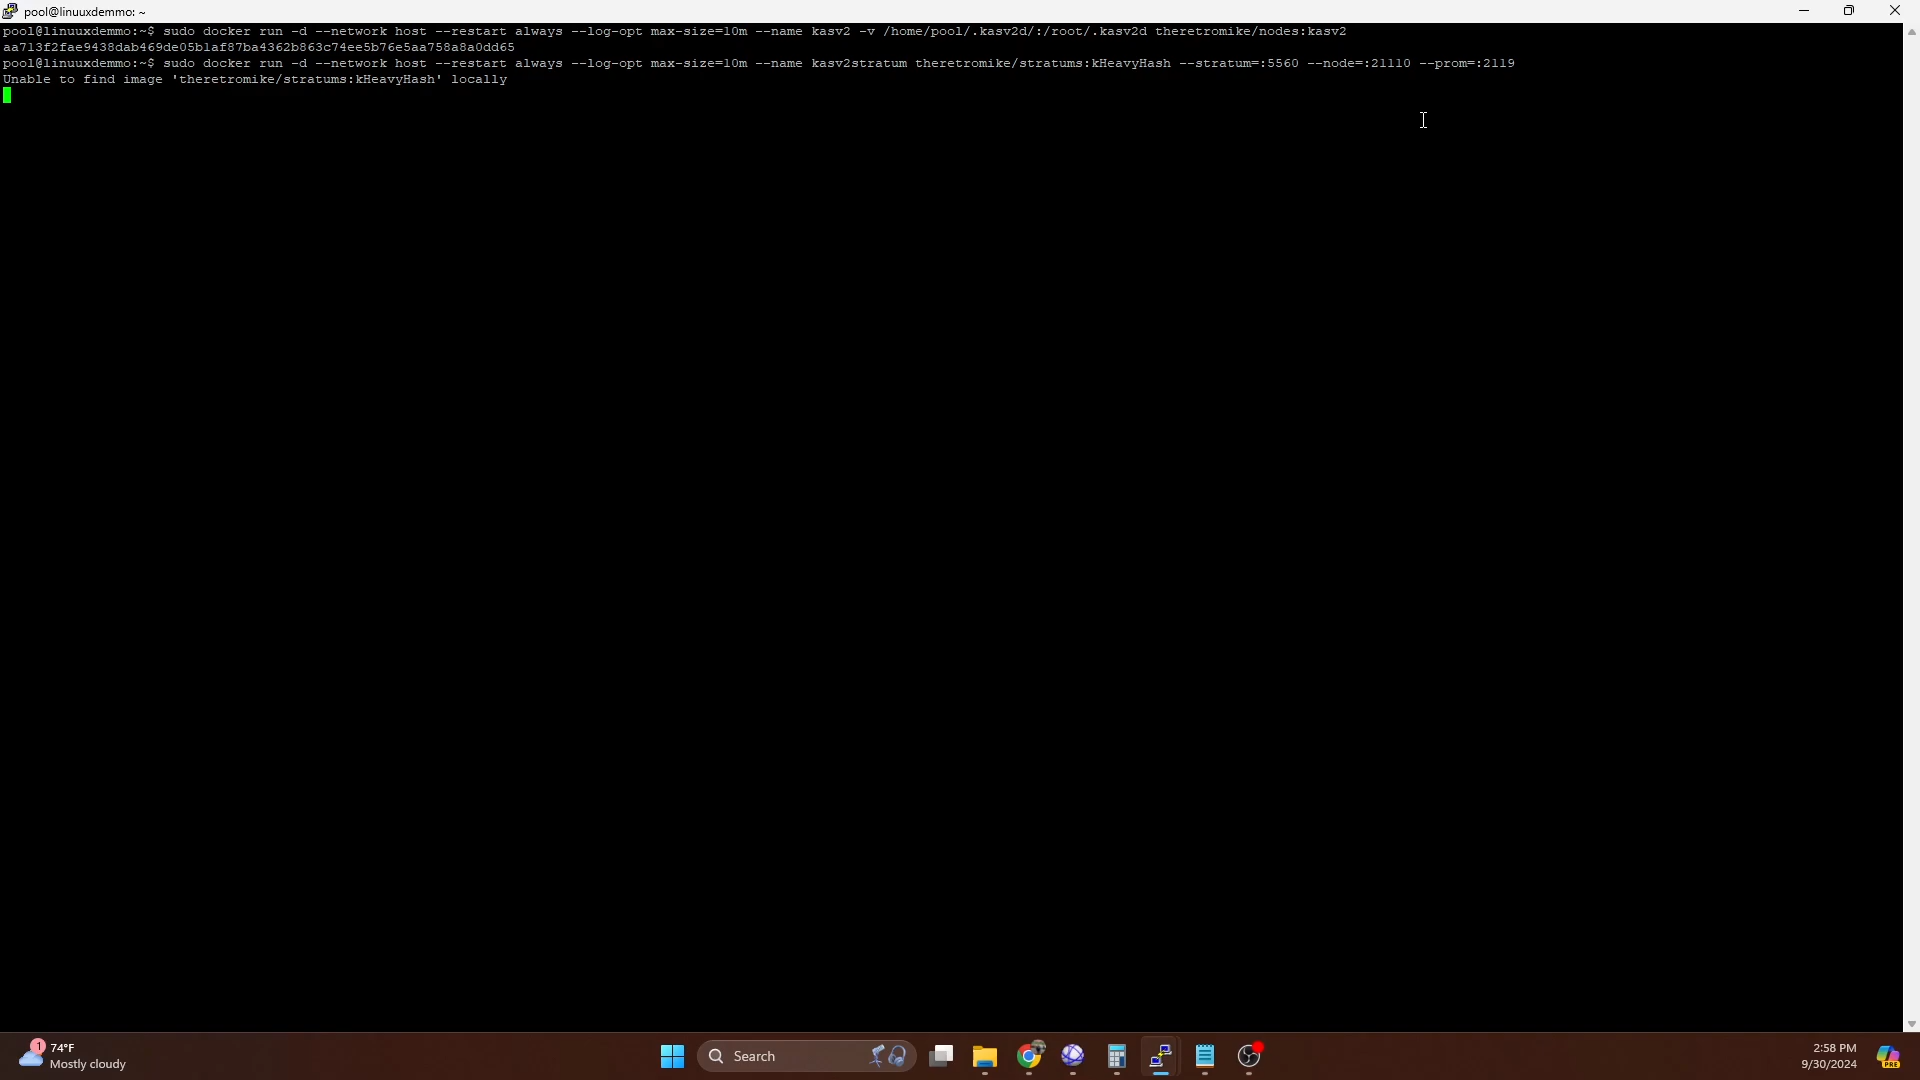 pool@linuuxdemmo: ~
pool@linuuxdemmo:~$ sudo docker run -d --network host --restart always --log-opt max-size=10m --name kasv2 -v /home/pool/.kasv2d/:/root/.kasv2d theretromike/nodes:kasv2
aa713f2fae9438dab469de05b1af87ba4362b863c74ee5b76e5aa758a8a0dd65
pool@linuuxdemmo:~$ sudo docker run -d --network host --restart always --log-opt max-size=10m --name kasv2stratum theretromike/stratums:kHeavyHash --stratum=:5560 --node=:21110 --prom=:2119
Unable to find image 'theretromike/stratums:kHeavyHash' locally
1
74°F
Mostly cloudy
Search
2:58 PM
9/30/2024
PRE